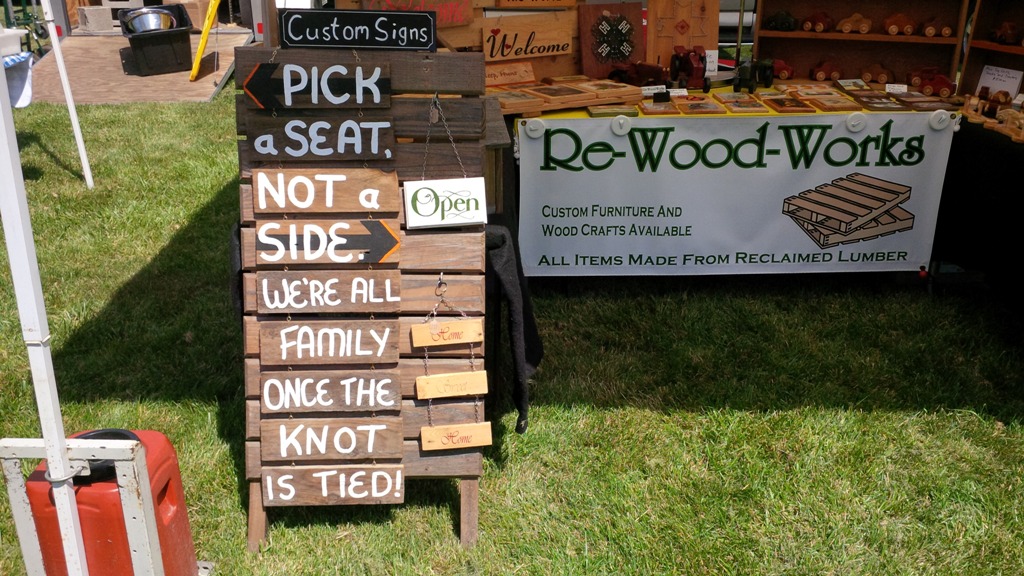 Custom Signs
PICK
a SEAT,
NOT a
SIDE.
WE'RE ALL
FAMILY
ONCE THE
KNOT
IS TIED!
Open
Home
Sweet
Home
Welcome
Re-Wood-Works
Custom Furniture And
Wood Crafts Available
All Items Made From Reclaimed Lumber